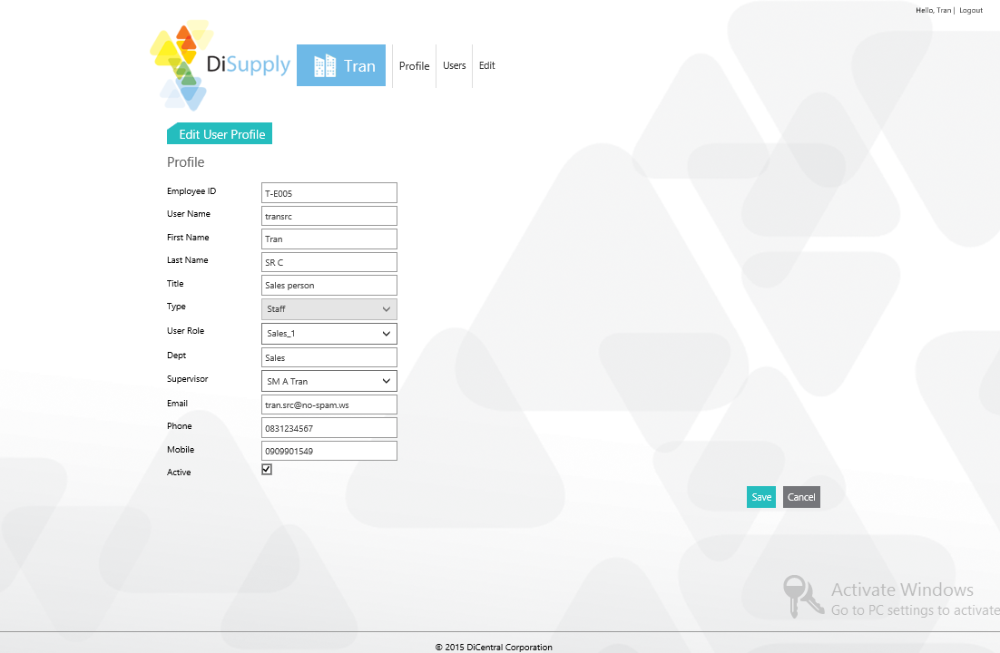 Hello, Tran | Logout
DiSupply Tran Profile Users Edit
Edit User Profile
Profile
Employee ID T-E005
User Name transrc
First Name Tran
Last Name SR C
Title Sales person
Type Staff
User Role Sales_1
Dept Sales
Supervisor SM A Tran
Email tran.src@no-spam.ws
Phone 0831234567
Mobile 0909901549
Active
Save Cancel
Activate Windows
Go to PC settings to activate
© 2015 DiCentral Corporation